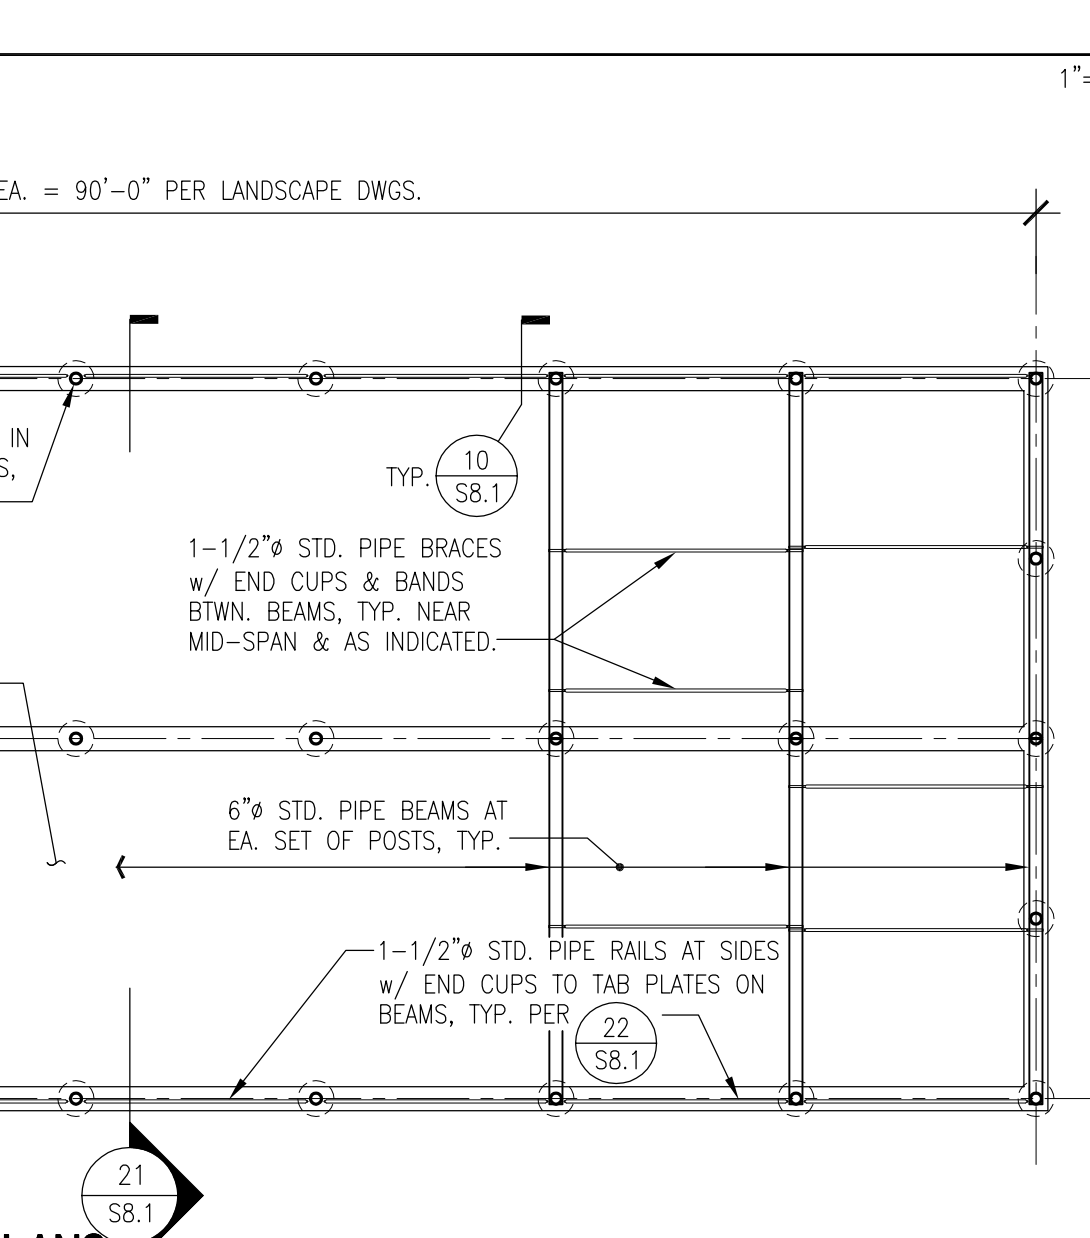 1"=
EA. = 90'-0" PER LANDSCAPE DWGS.
IN
S,
TYP.
10
S8.1
1-1/2"ø STD. PIPE BRACES
w/ END CUPS & BANDS
BTWN. BEAMS, TYP. NEAR
MID-SPAN & AS INDICATED.
6"ø STD. PIPE BEAMS AT
EA. SET OF POSTS, TYP.
1-1/2"ø STD. PIPE RAILS AT SIDES
w/ END CUPS TO TAB PLATES ON
BEAMS, TYP. PER
22
S8.1
21
S8.1